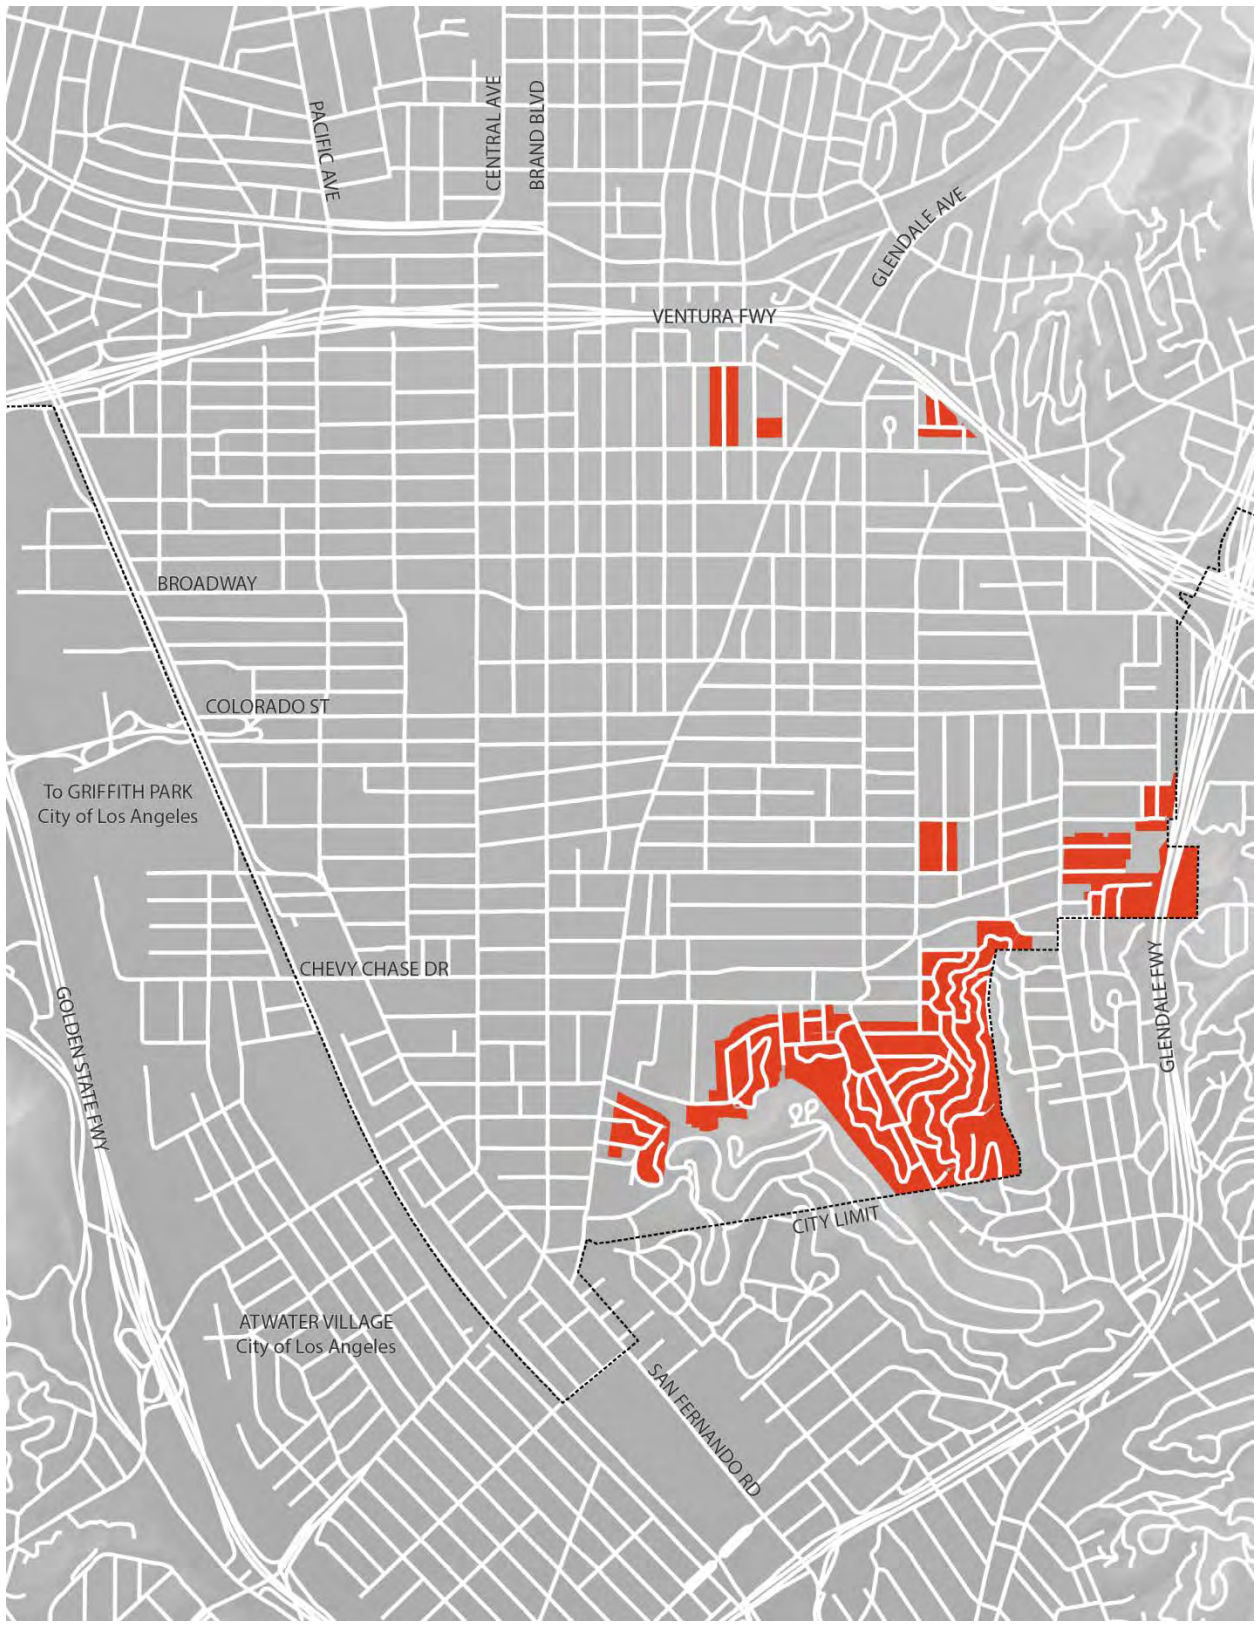 PACIFIC AVE
CENTRAL AVE
BRAND BLVD
GLENDALE AVE
VENTURA FWY
BROADWAY
COLORADO ST
To GRIFFITH PARK
City of Los Angeles
CHEVY CHASE DR
GOLDEN STATE FWY
GLENDALE FWY
CITY LIMIT
ATWATER VILLAGE
City of Los Angeles
SAN FERNANDO RD